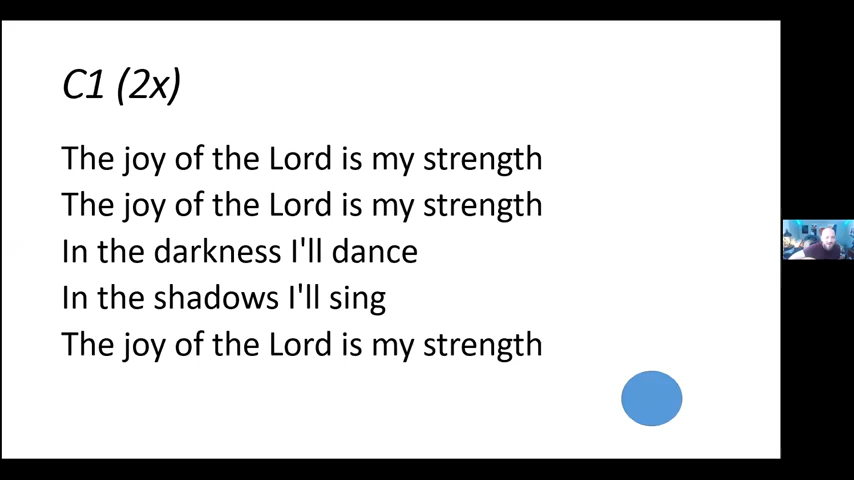 C1 (2x)
The joy of the Lord is my strength
The joy of the Lord is my strength
In the darkness I'll dance
In the shadows I'll sing
The joy of the Lord is my strength